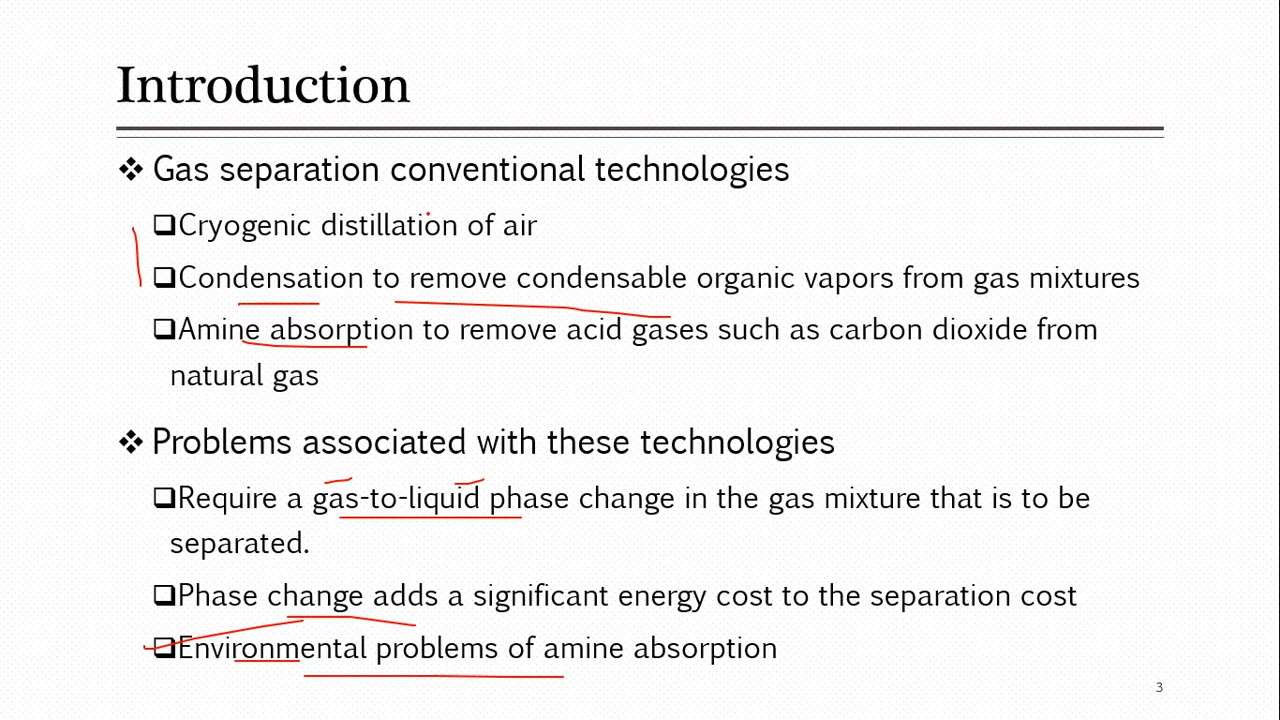 Introduction
❖ Gas separation conventional technologies
❑Cryogenic distillation of air
❑Condensation to remove condensable organic vapors from gas mixtures
❑Amine absorption to remove acid gases such as carbon dioxide from
natural gas
❖ Problems associated with these technologies
❑Require a gas-to-liquid phase change in the gas mixture that is to be
separated.
❑Phase change adds a significant energy cost to the separation cost
❑Environmental problems of amine absorption
3